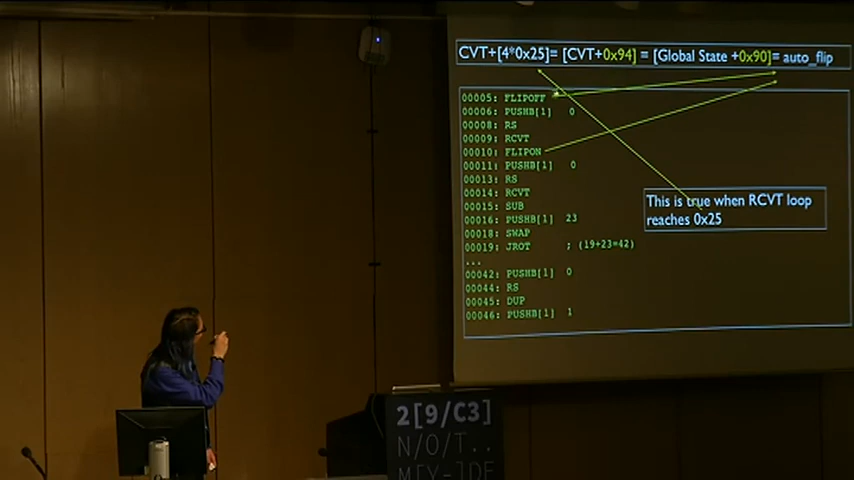 CVT+[4*0x25]= [CVT+0x94] = [Global State +0x90]= auto_flip
00005: FLIPOFF
00006: PUSHB[1] 0
00008: RS
00009: RCVT
00010: FLIPON
00011: PUSHB[1] 0
00013: RS
00014: RCVT
00015: SUB
00016: PUSHB[1] 23
00018: SWAP
00019: JROT ; (19+23=42)
...
00042: PUSHB[1] 0
00044: RS
00045: DUP
00046: PUSHB[1] 1
This is true when RCVT loop
reaches 0x25
2[9/C3]
N/O/T..